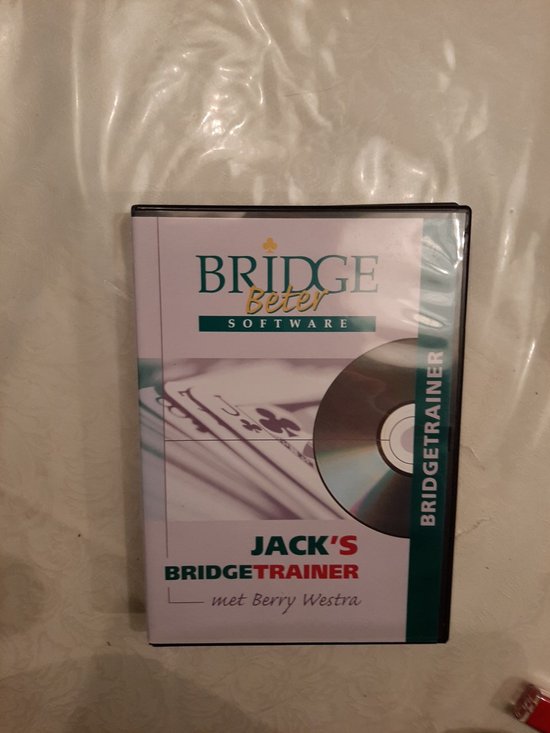 BRIDGE
Beter
SOFTWARE
J
BRIDGETRAINER
JACK'S
BRIDGETRAINER
met Berry Westra